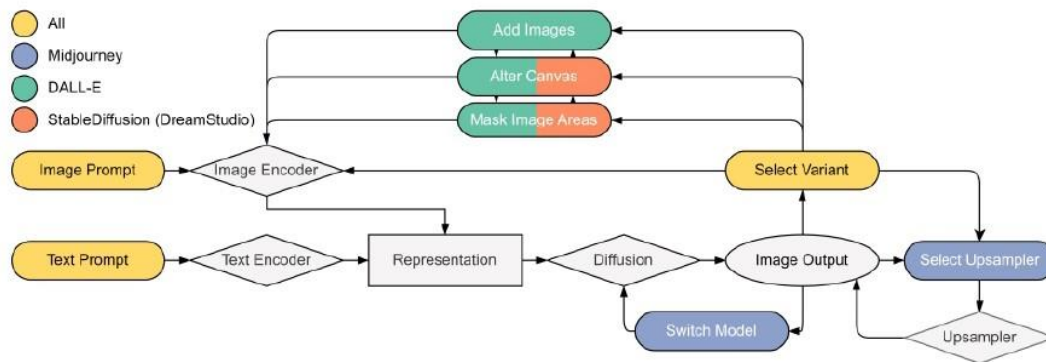 All
Midjourney
DALL-E
StableDiffusion (DreamStudio)
Add Images
Alter Canvas
Mask Image Areas
Image Prompt
Image Encoder
Select Variant
Text Prompt
Text Encoder
Representation
Diffusion
Image Output
Select Upsampler
Switch Model
Upsampler